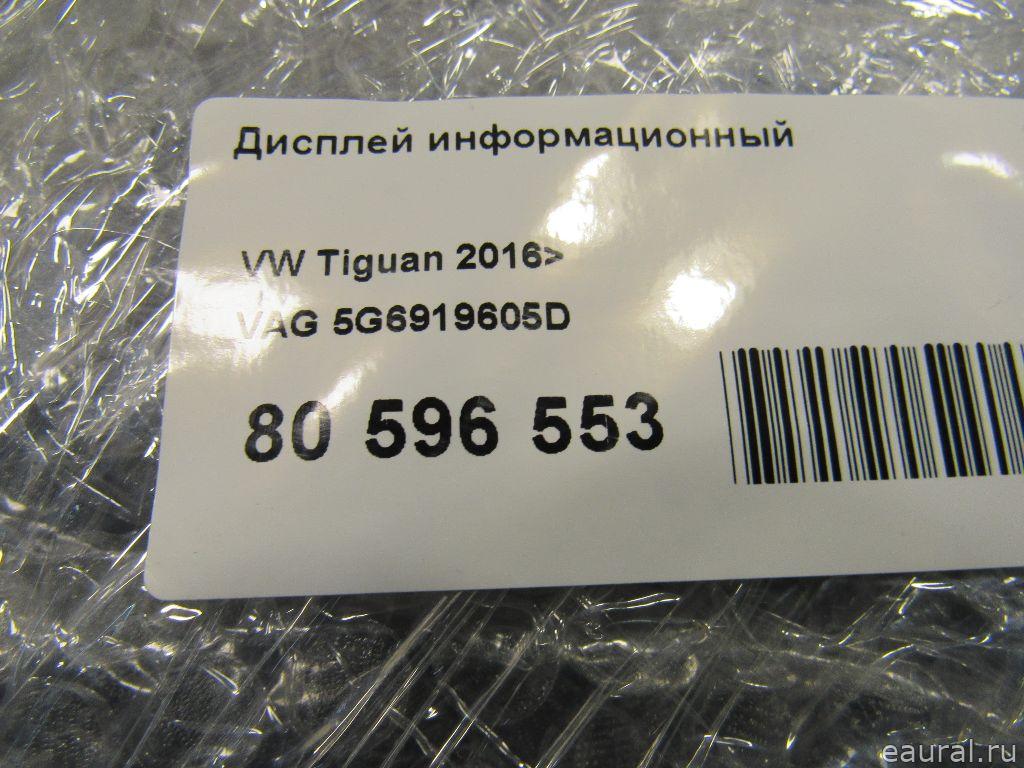 Дисплей информационный
VW Tiguan 2016>
VAG 5G6919605D
80 596 553
eaural.ru